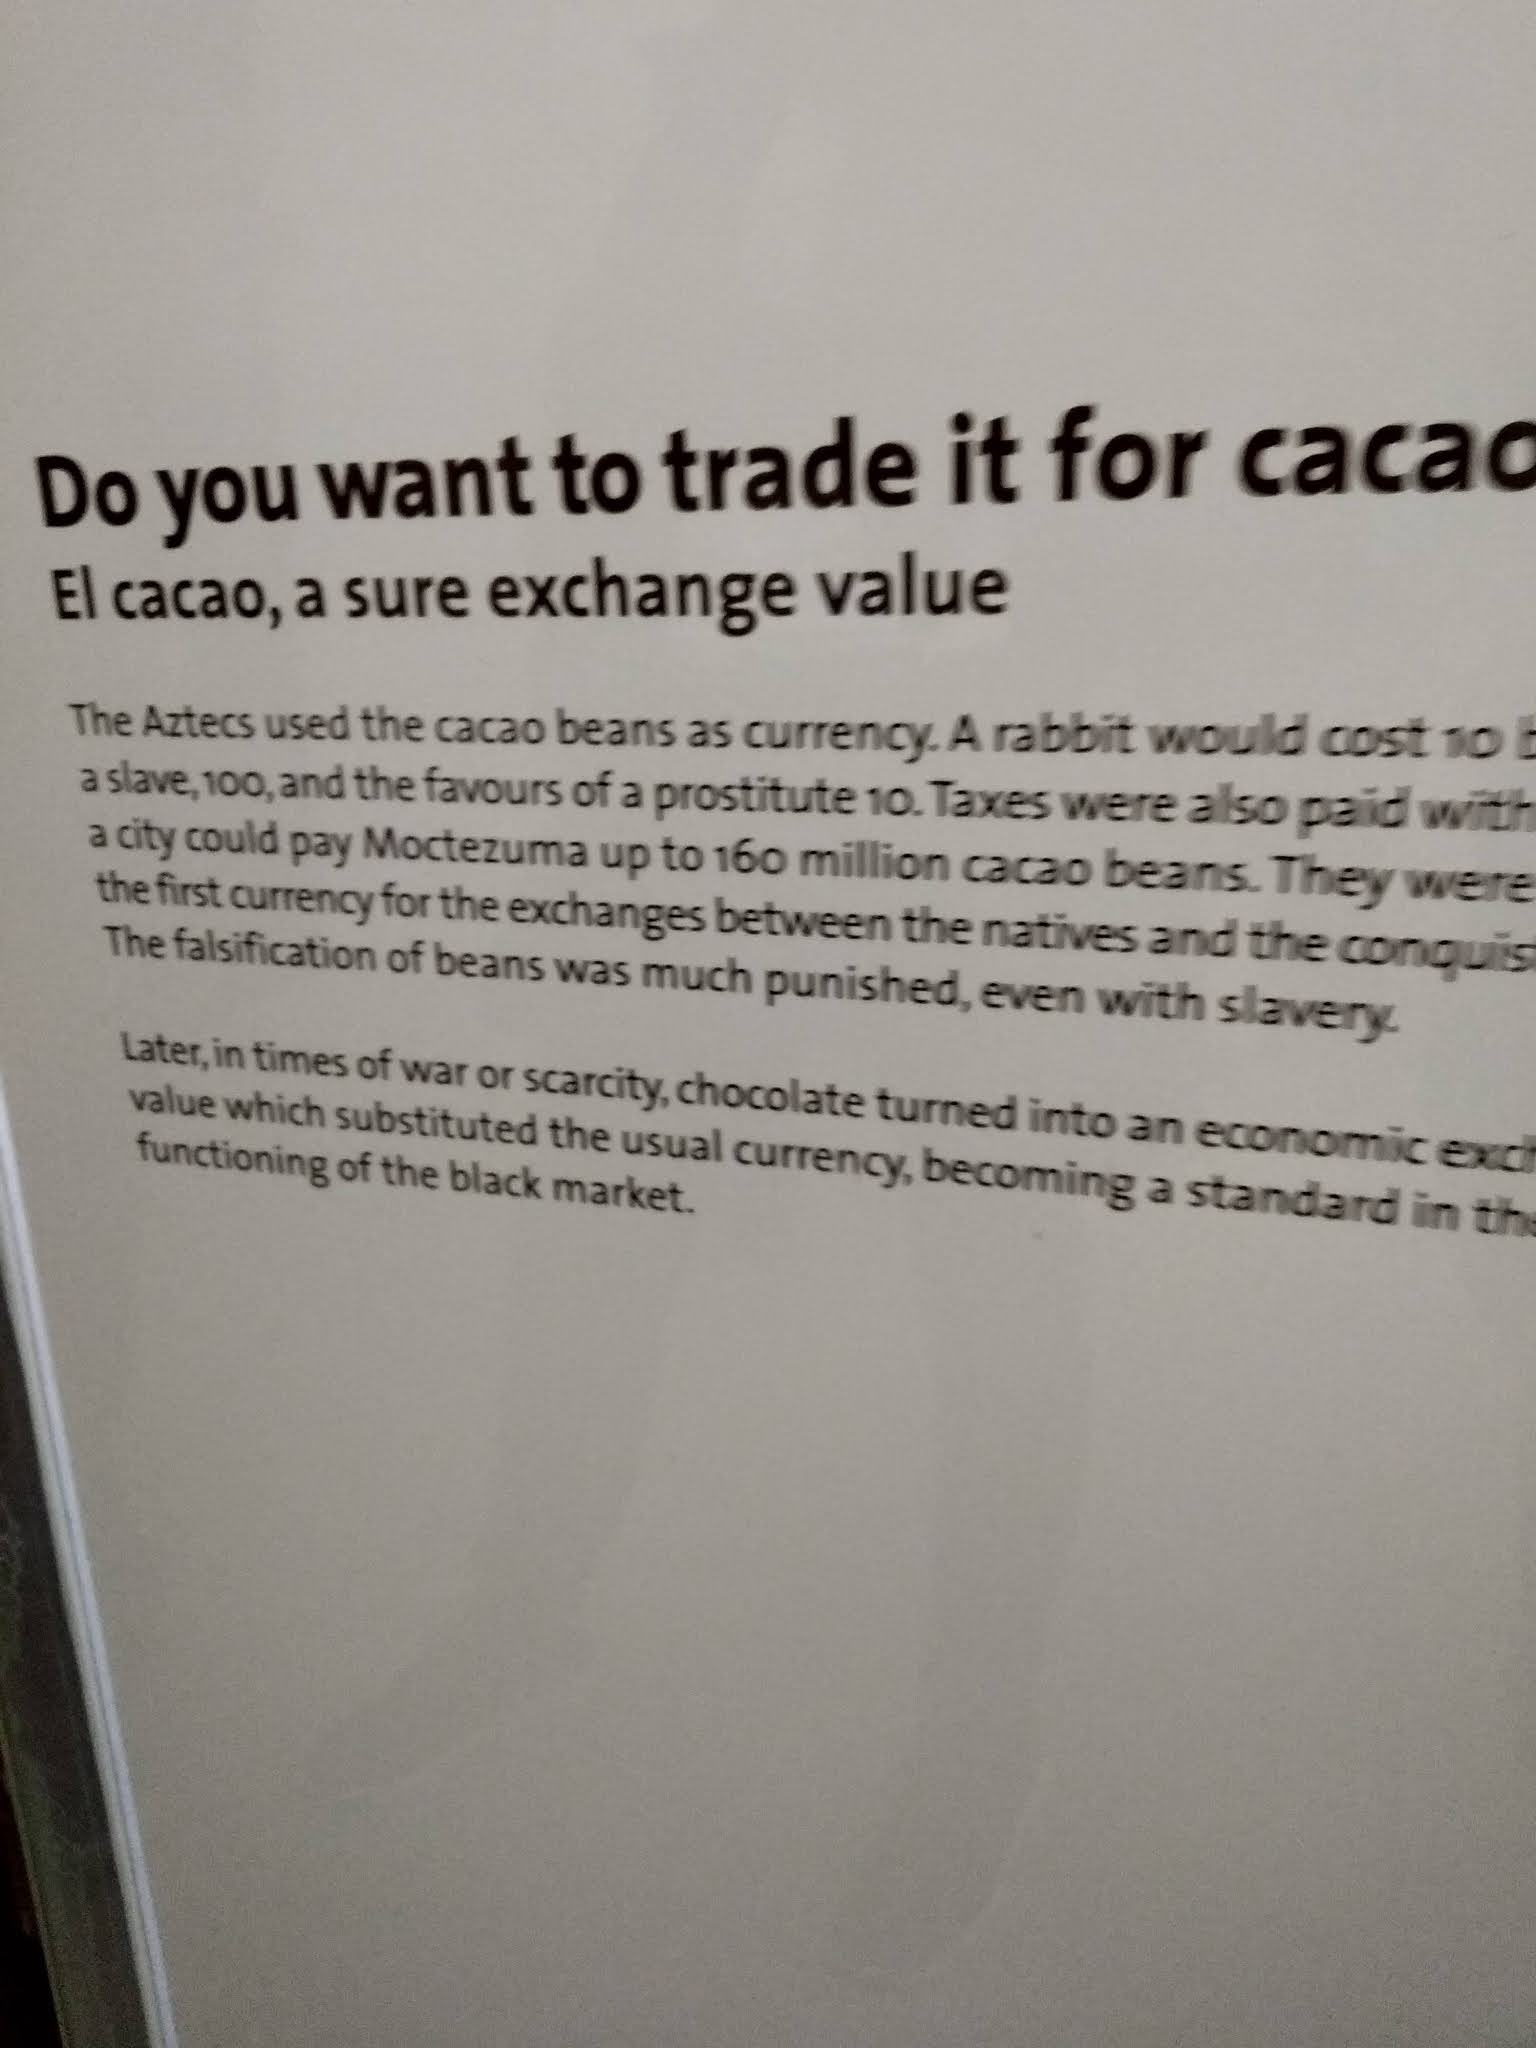 Do you want to trade it for cacao
El cacao, a sure exchange value
The Aztecs used the cacao beans as currency. A rabbit would cost 10
a slave, 100, and the favours of a prostitute 10. Taxes were also paid with
a city could pay Moctezuma up to 160 million cacao beans. They were
the first currency for the exchanges between the natives and the
The falsification of beans was much punished, even with slavery.
Later, in times of war or scarcity, chocolate turned into an economic
value which substituted the usual currency, becoming a standard in the
functioning of the black market.